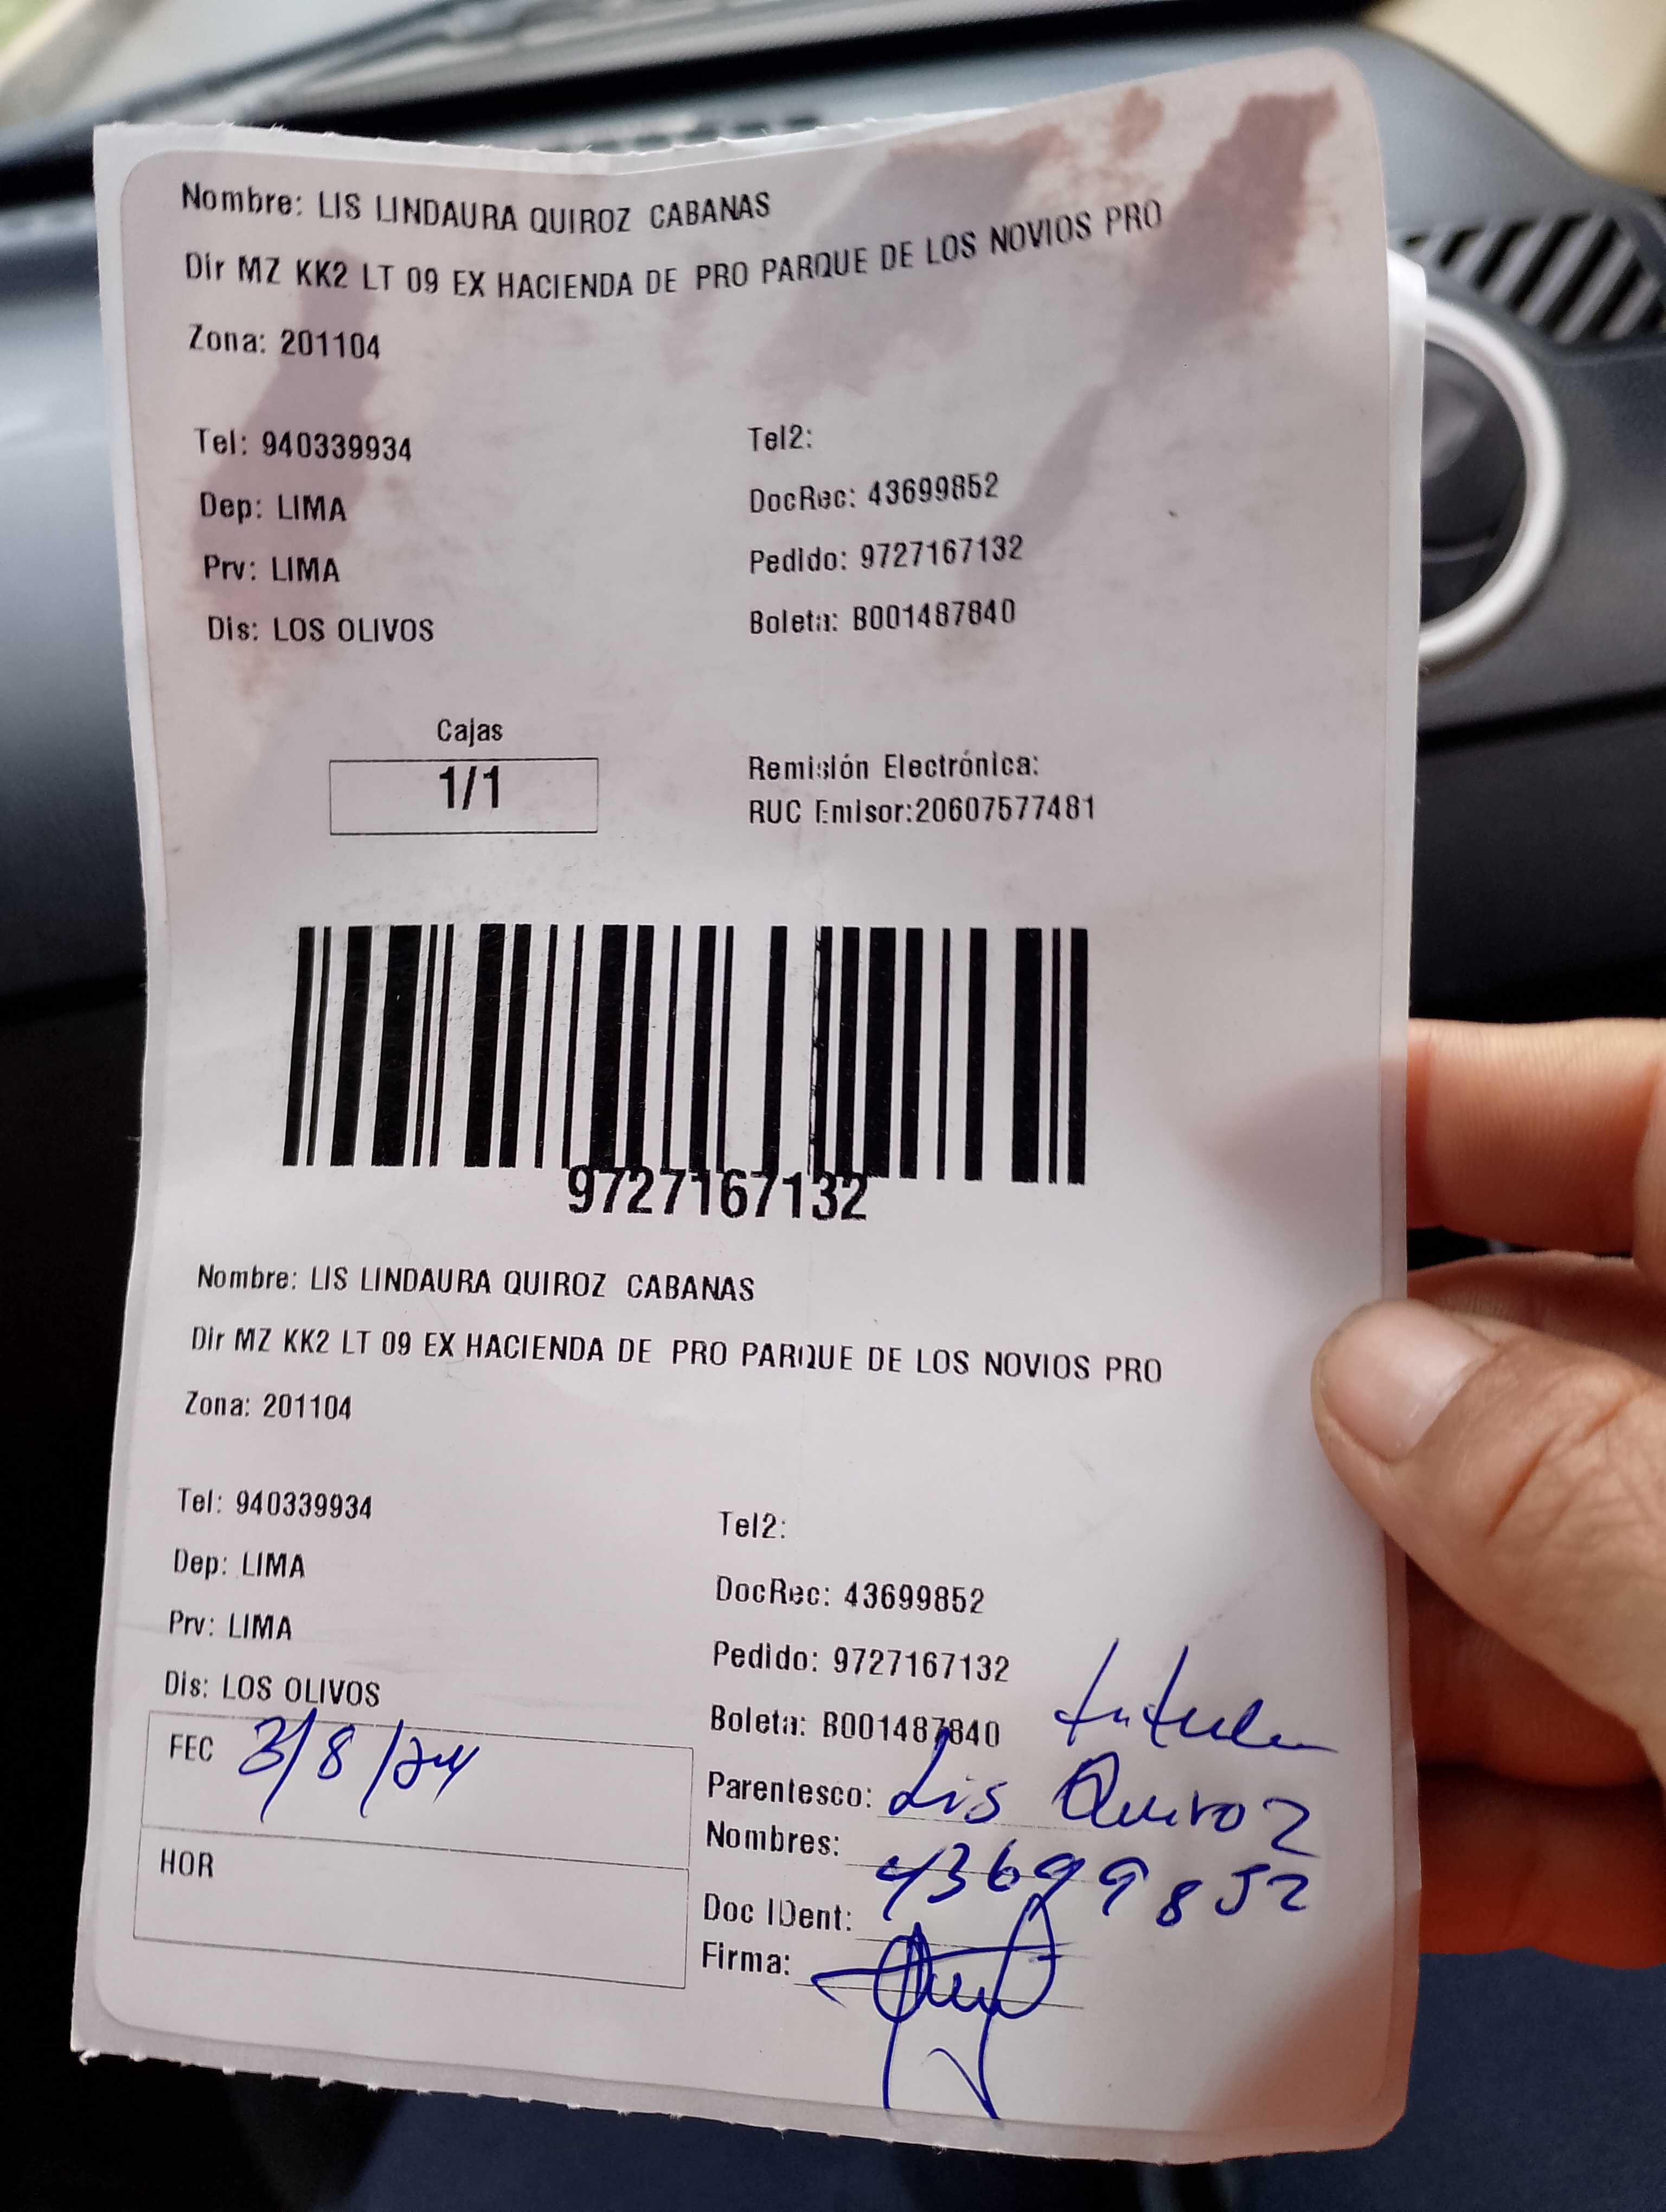 Nombre: LIS LINDAURA QUIROZ CABANAS
Dir MZ KK2 LT 09 EX HACIENDA DE PRO PARQUE DE LOS NOVIOS PRO
Zona: 201104
Tel: 940339934
Tel2:
Dep: LIMA
DocRec: 43699852
Prv: LIMA
Pedido: 9727167132
Dis: LOS OLIVOS
Boleta: B001487840
Cajas
1/1
Remisión Electrónica:
RUC Emisor:20607577481
9727167132
Nombre: LIS LINDAURA QUIROZ CABANAS
Dir MZ KK2 LT 09 EX HACIENDA DE PRO PARQUE DE LOS NOVIOS PRO
Zona: 201104
Tel: 940339934
Tel2:
Dep: LIMA
DocRec: 43699852
Prv: LIMA
Pedido: 9727167132
Dis: LOS OLIVOS
Boleta: B001487840
FEC 3/8/24
Parentesco: Lis Quiroz
Nombres: 43699852
HOR
Doc IDent:
Firma: